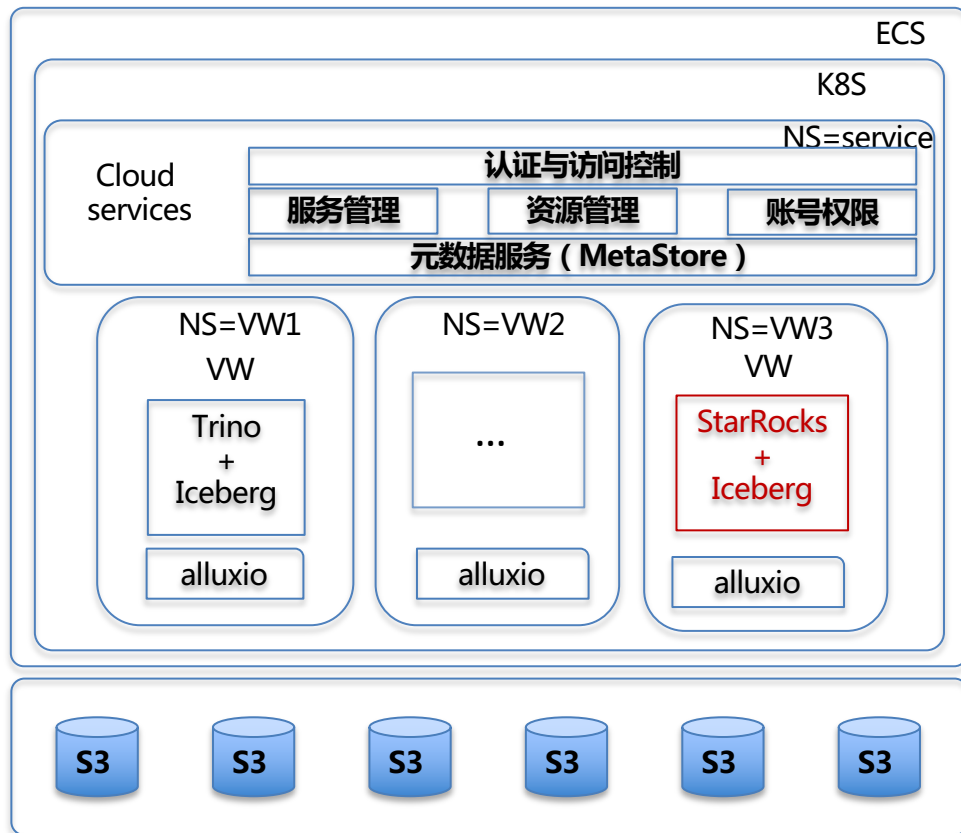 ECS
K8S
NS=service
Cloud
services
认证与访问控制
服务管理
资源管理
账号权限
元数据服务（MetaStore）
NS=VW1
VW
Trino
+
Iceberg
alluxio
NS=VW2
...
alluxio
NS=VW3
VW
StarRocks
+
Iceberg
alluxio
S3
S3
S3
S3
S3
S3